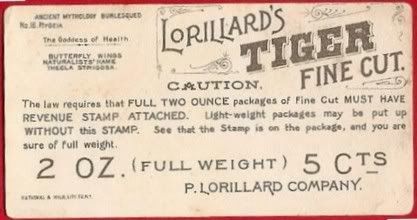 ANCIENT MYTHOLOGY BURLESQUED
No. 16. HYGEIA
The Goddess of Health
BUTTERFLY WINGS
NATURALISTS' NAME
THECLA STRIGOSA.
LORILLARD'S
TIGER
FINE CUT.
CAUTION.
The law requires that FULL TWO OUNCE packages of Fine Cut MUST HAVE
REVENUE STAMP ATTACHED. Light-weight packages may be put up
WITHOUT this STAMP. See that the Stamp is on the package, and you are
sure of full weight.
2 OZ. (FULL WEIGHT) 5 CTS
P. LORILLARD COMPANY.